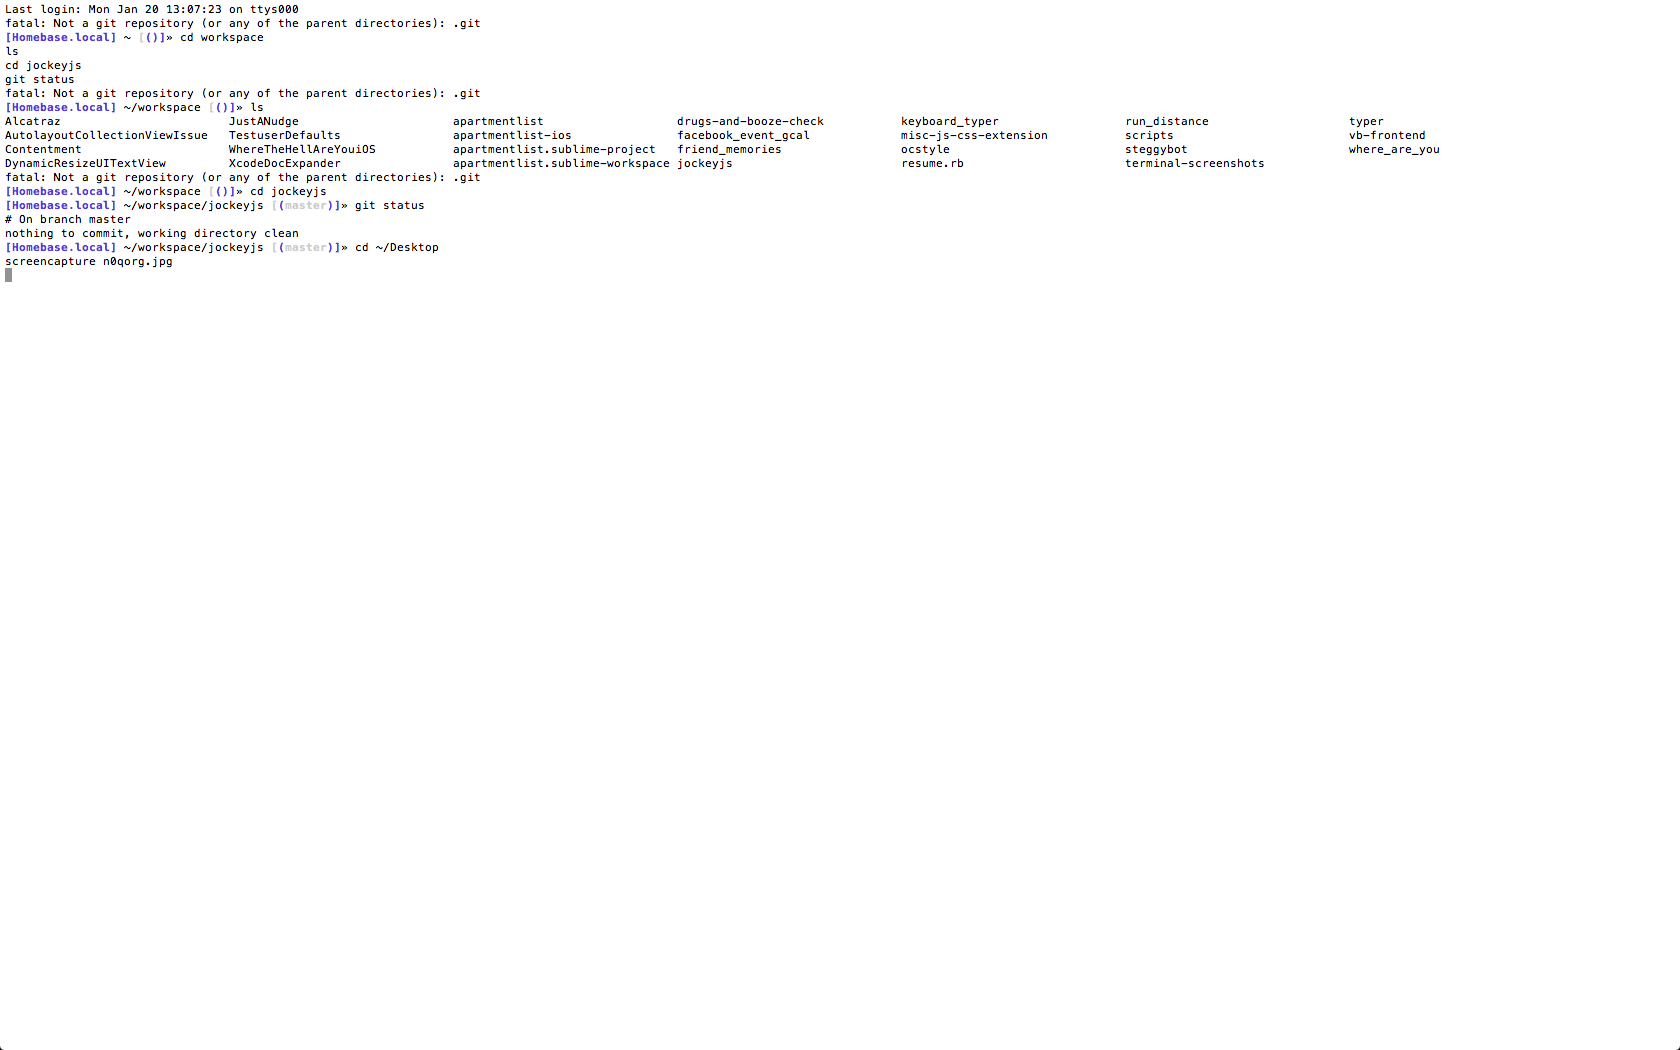 Last login: Mon Jan 20 13:07:23 on ttys000
fatal: Not a git repository (or any of the parent directories): .git
[Homebase.local] ~ [()]» cd workspace
ls
cd jockeyjs
git status
fatal: Not a git repository (or any of the parent directories): .git
[Homebase.local] ~/workspace [()]» ls
Alcatraz JustANudge apartmentlist drugs-and-booze-check keyboard_typer run_distance typer
AutolayoutCollectionViewIssue TestuserDefaults apartmentlist-ios facebook_event_gcal misc-js-css-extension scripts vb-frontend
Contentment WhereTheHellAreYouiOS apartmentlist.sublime-project friend_memories ocstyle steggybot where_are_you
DynamicResizeUITextView XcodeDocExpander apartmentlist.sublime-workspace jockeyjs resume.rb terminal-screenshots
fatal: Not a git repository (or any of the parent directories): .git
[Homebase.local] ~/workspace [()]» cd jockeyjs
[Homebase.local] ~/workspace/jockeyjs [(master)]» git status
# On branch master
nothing to commit, working directory clean
[Homebase.local] ~/workspace/jockeyjs [(master)]» cd ~/Desktop
screencapture n0qorg.jpg